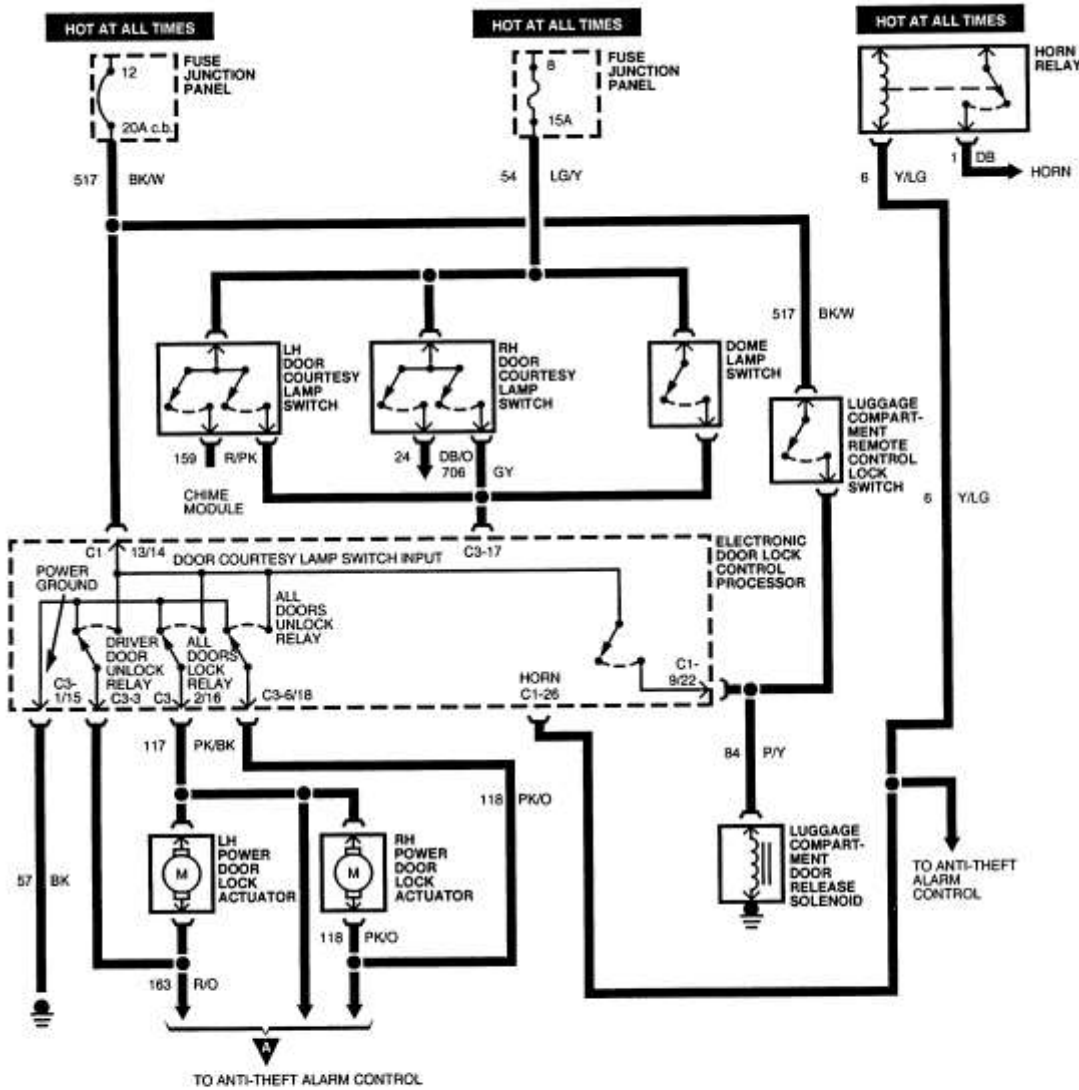 HOT AT ALL TIMES
HOT AT ALL TIMES
HOT AT ALL TIMES
12
20A c.b.
FUSE
JUNCTION
PANEL
8
15A
FUSE
JUNCTION
PANEL
HORN
RELAY
517
BK/W
54
LG/Y
6
Y/LG
1
DB
HORN
LH
DOOR
COURTESY
LAMP
SWITCH
RH
DOOR
COURTESY
LAMP
SWITCH
DOME
LAMP
SWITCH
517
BK/W
LUGGAGE
COMPART-
MENT
REMOTE
CONTROL
LOCK
SWITCH
159
R/PK
24
DB/O
706
GY
CHIME
MODULE
6
Y/LG
C1
13/14
DOOR COURTESY LAMP SWITCH INPUT
C3-17
ELECTRONIC
DOOR LOCK
CONTROL
PROCESSOR
POWER
GROUND
ALL
DOORS
UNLOCK
RELAY
DRIVER
DOOR
UNLOCK
RELAY
ALL
DOORS
LOCK
RELAY
C3-
1/15
C3-3
C3
2/16
C3-6/18
HORN
C1-26
C1-
9/22
117
PK/BK
84
P/Y
118
PK/O
LH
POWER
DOOR
LOCK
ACTUATOR
M
RH
POWER
DOOR
LOCK
ACTUATOR
M
LUGGAGE
COMPART-
MENT
DOOR
RELEASE
SOLENOID
TO ANTI-THEFT
ALARM
CONTROL
57
BK
118
PK/O
163
R/O
A
TO ANTI-THEFT ALARM CONTROL